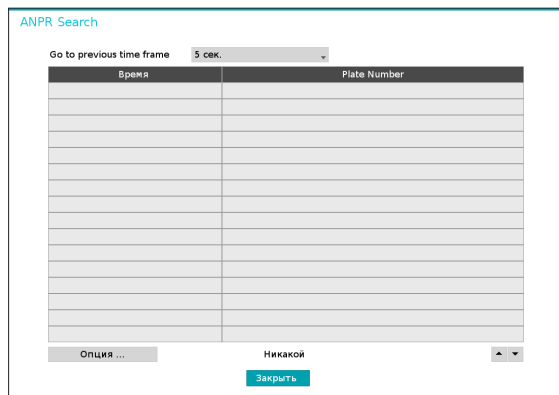 ANPR Search
Go to previous time frame 5 сек.
Время Plate Number
Опция ... Никакой
Закрыть